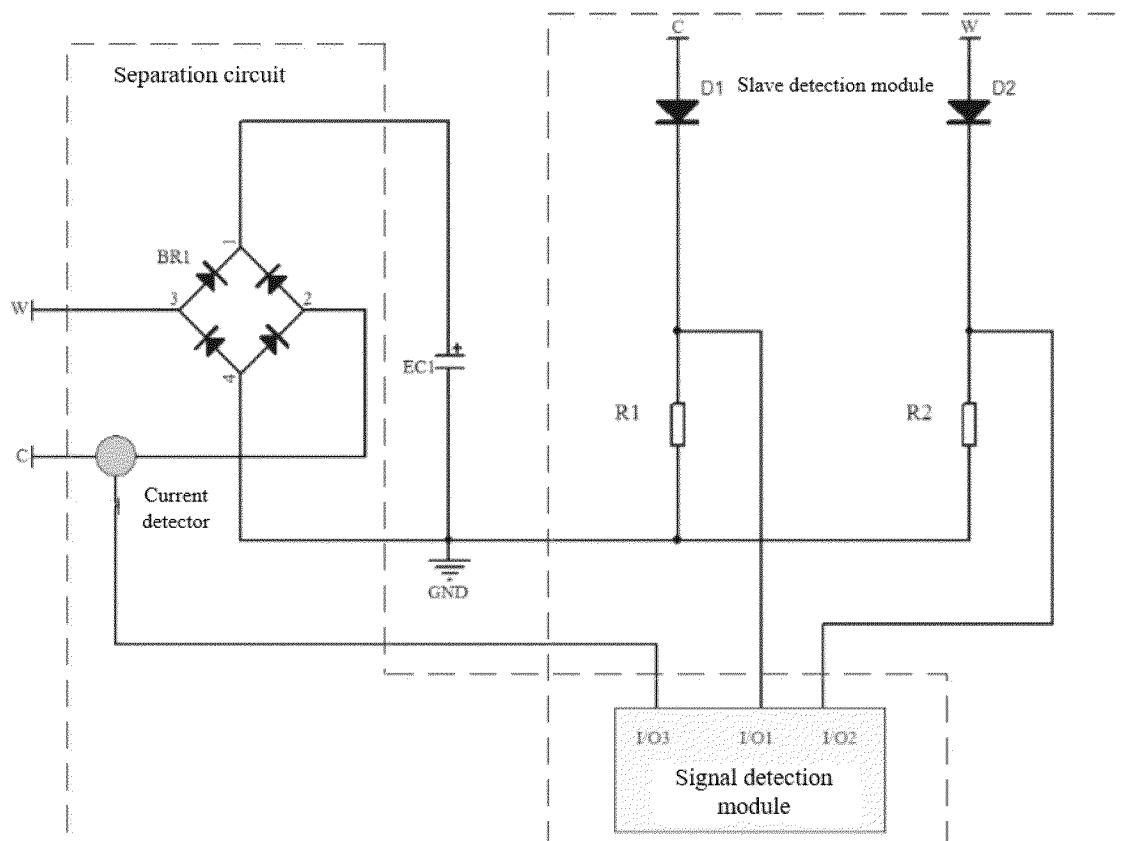 C
W
Separation circuit
D1
Slave detection module
D2
1
BR1
W
3
2
+
EC1
4
R1
R2
C
Current
detector
GND
I/O3
I/O1
I/O2
Signal detection
module